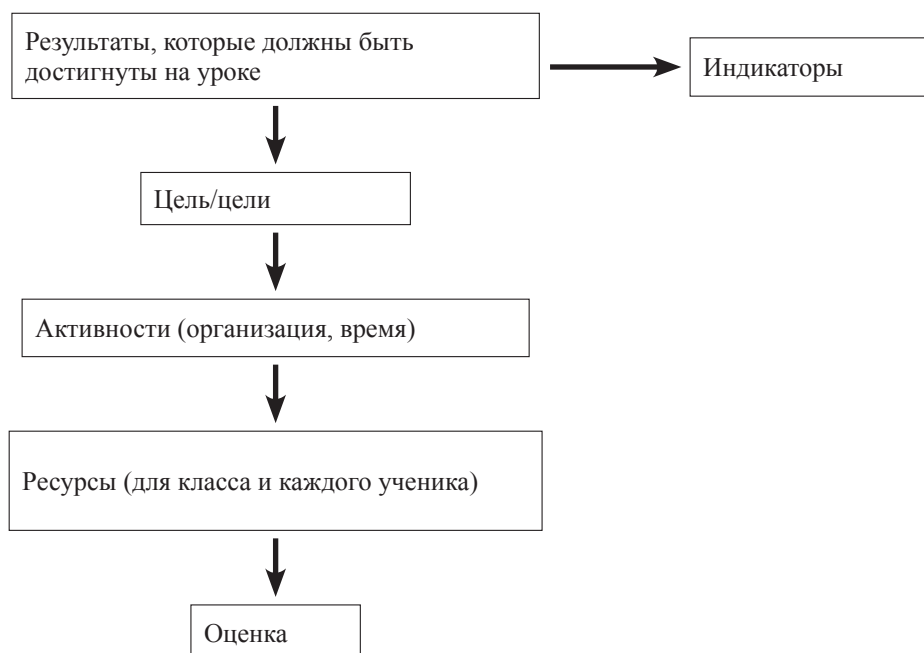 Результаты, которые должны быть
достигнуты на уроке
Индикаторы
Цель/цели
Активности (организация, время)
Ресурсы (для класса и каждого ученика)
Оценка